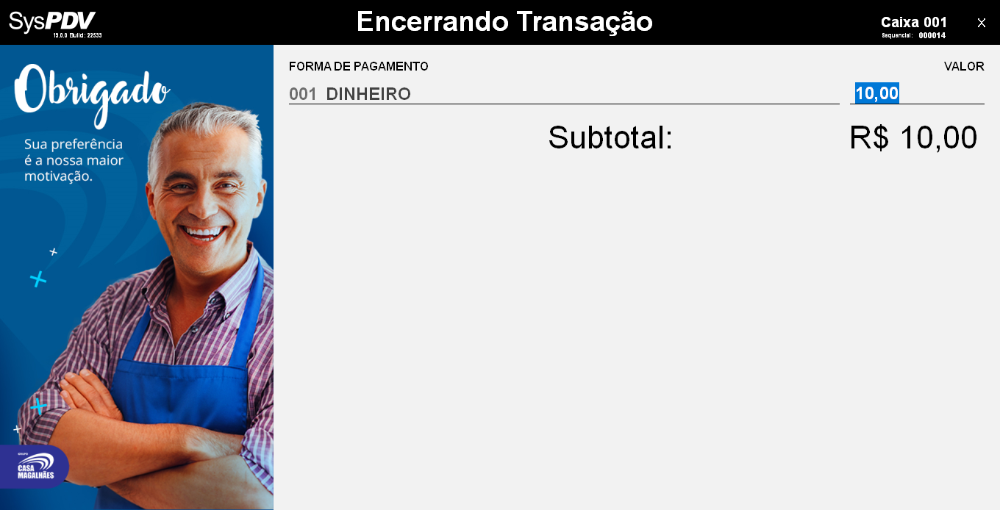 SysPDV
19.0.0 Build: 22533
Encerrando Transação
Caixa 001
X
Sequencial: 000014
Obrigado
Sua preferência
é a nossa maior
motivação.
GRUPO
CASA
MAGALHÃES
FORMA DE PAGAMENTO VALOR
001 DINHEIRO 10,00
Subtotal: R$ 10,00